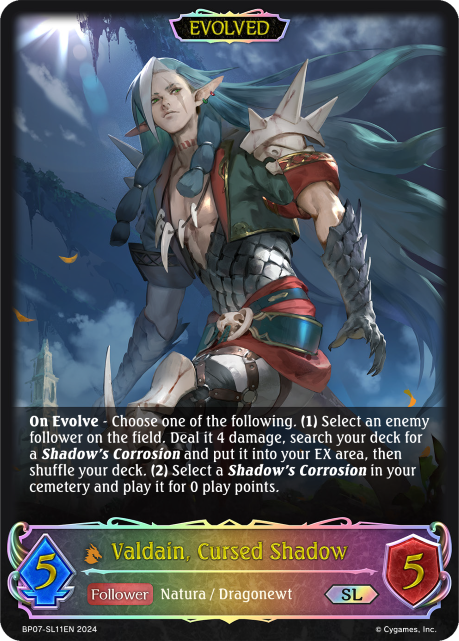 EVOLVED
On Evolve - Choose one of the following. (1) Select an enemy
follower on the field. Deal it 4 damage, search your deck for
a Shadow's Corrosion and put it into your EX area, then
shuffle your deck. (2) Select a Shadow's Corrosion in your
cemetery and play it for 0 play points.
Valdain, Cursed Shadow
5
Follower Natura / Dragonewt SL
5
BP07-SL11EN 2024 © Cygames, Inc.